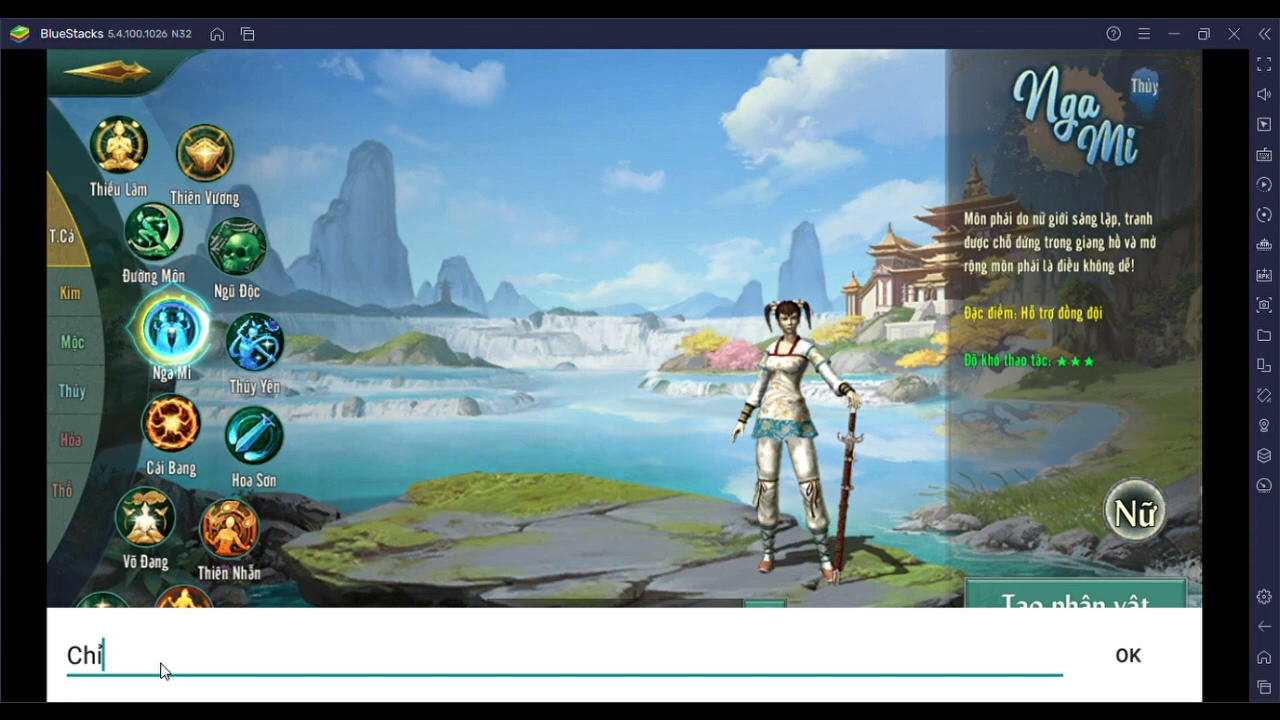 BlueStacks 5.4.100.1026 N32
Nga Mi
Thủy
Thiếu Lâm
Thiên Vương
T.Cả
Đường Môn
Ngũ Độc
Kim
Mộc
Nga Mi
Thúy Yên
Thủy
Hỏa
Cái Bang
Hoa Sơn
Thổ
Võ Đang
Thiên Nhẫn
Môn phái do nữ giới sáng lập, tranh
được chỗ đứng trong giang hồ và mở
rộng môn phái là điều không dễ!
Đặc điểm: Hỗ trợ đồng đội
Độ khó thao tác: ★★★
Nữ
Tạo nhân vật
Chỉ
OK